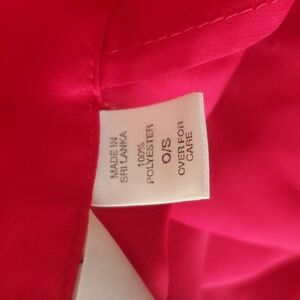 MADE IN
SRI LANKA
100%
POLYESTER
O/S
OVER FOR
CARE